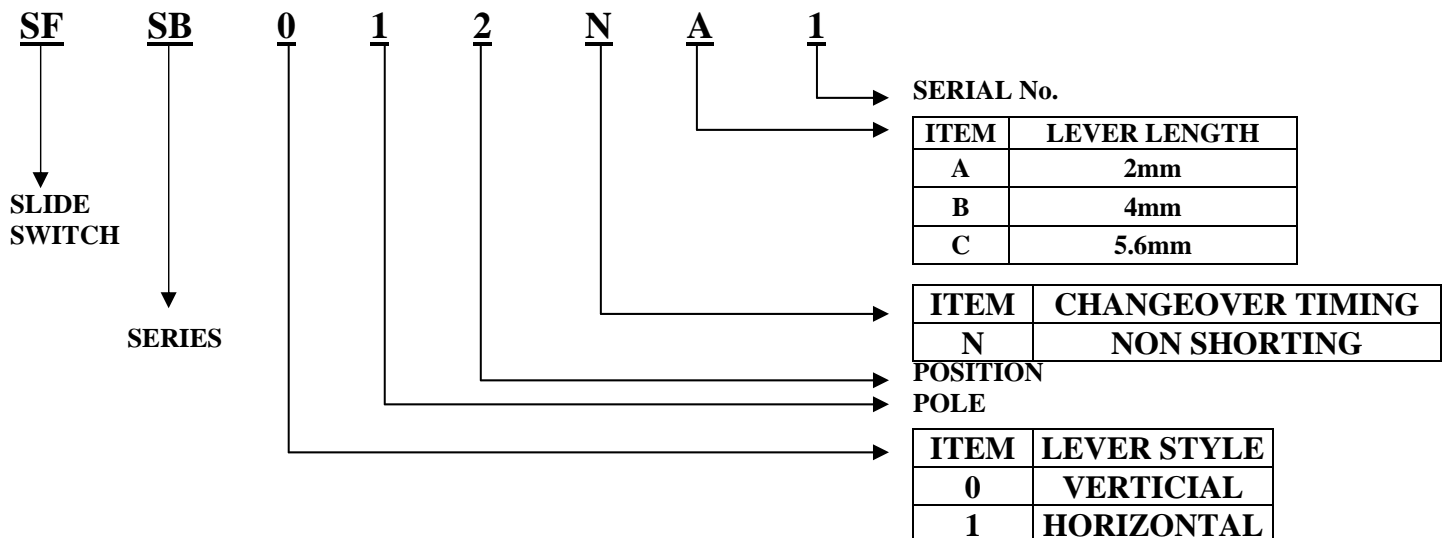 SF SB 0 1 2 N A 1
SERIAL No.
ITEM LEVER LENGTH
A 2mm
B 4mm
C 5.6mm
SLIDE
SWITCH
ITEM CHANGEOVER TIMING
N NON SHORTING
SERIES
POSITION
POLE
ITEM LEVER STYLE
0 VERTICIAL
1 HORIZONTAL